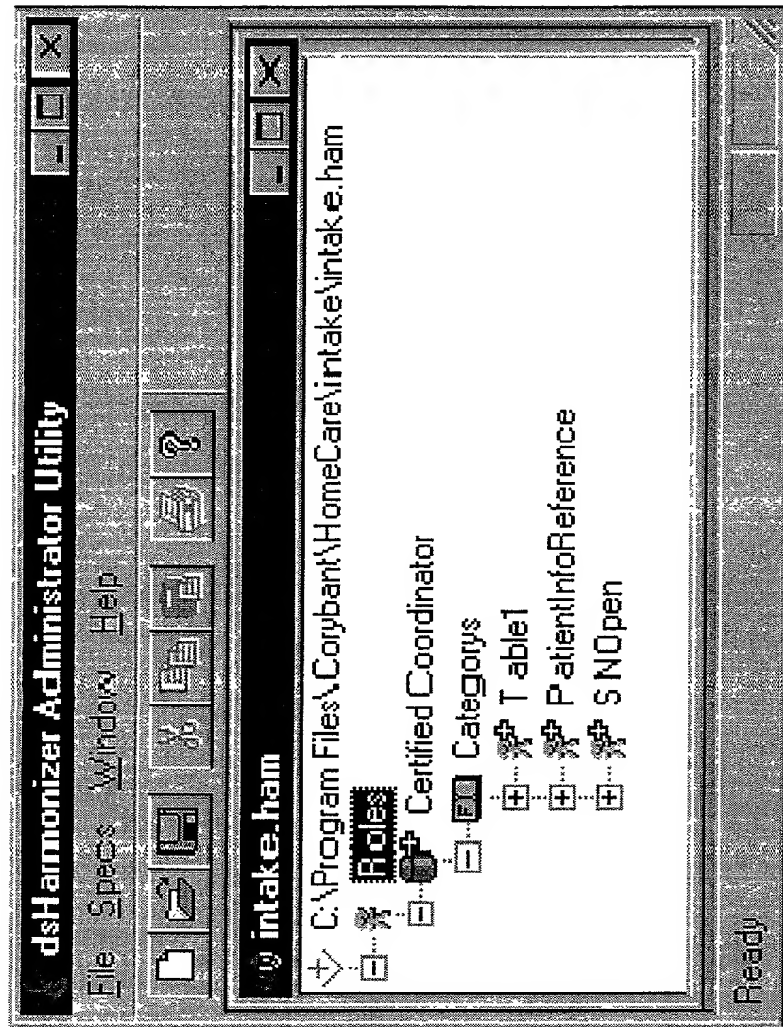 dsHarmonizer Administrator Utility
File Specs Window Help
intake.ham
C:\Program Files\Corybant\HomeCare\intake\intake.ham
Roles
Certified Coordinator
Categorys
Table1
PatientInfoReference
SNOpen
Ready